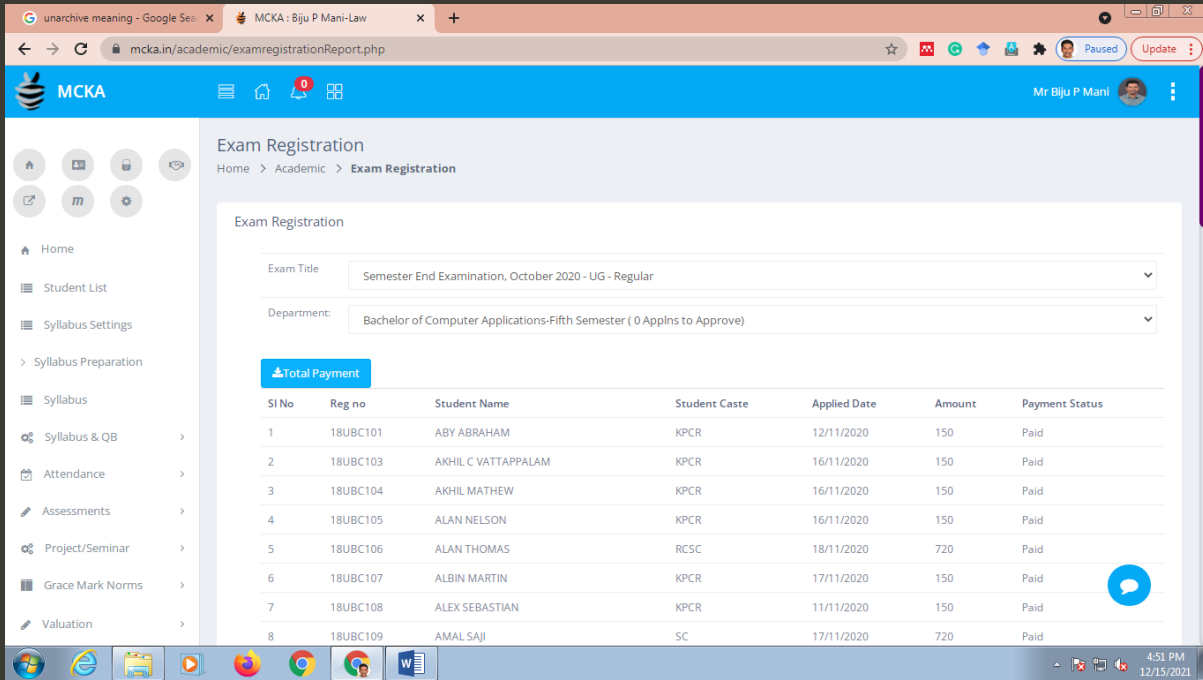 unarchive meaning - Google Sea
MCKA : Biju P Mani-Law
mcka.in/academic/examregistrationReport.php
Paused
Update
MCKA
0
Mr Biju P Mani
Exam Registration
Home > Academic > Exam Registration
m
Home
Student List
Syllabus Settings
> Syllabus Preparation
Syllabus
Syllabus & QB >
Attendance >
Assessments >
Project/Seminar >
Grace Mark Norms >
Valuation >
Exam Registration
Exam Title
Semester End Examination, October 2020 - UG - Regular
Department:
Bachelor of Computer Applications-Fifth Semester ( 0 Applns to Approve)
Total Payment
Sl No Reg no Student Name Student Caste Applied Date Amount Payment Status
1 18UBC101 ABY ABRAHAM KPCR 12/11/2020 150 Paid
2 18UBC103 AKHIL C VATTAPPALAM KPCR 16/11/2020 150 Paid
3 18UBC104 AKHIL MATHEW KPCR 16/11/2020 150 Paid
4 18UBC105 ALAN NELSON KPCR 16/11/2020 150 Paid
5 18UBC106 ALAN THOMAS RCSC 18/11/2020 720 Paid
6 18UBC107 ALBIN MARTIN KPCR 17/11/2020 150 Paid
7 18UBC108 ALEX SEBASTIAN KPCR 11/11/2020 150 Paid
8 18UBC109 AMAL SAJI SC 17/11/2020 720 Paid
4:51 PM
12/15/2021